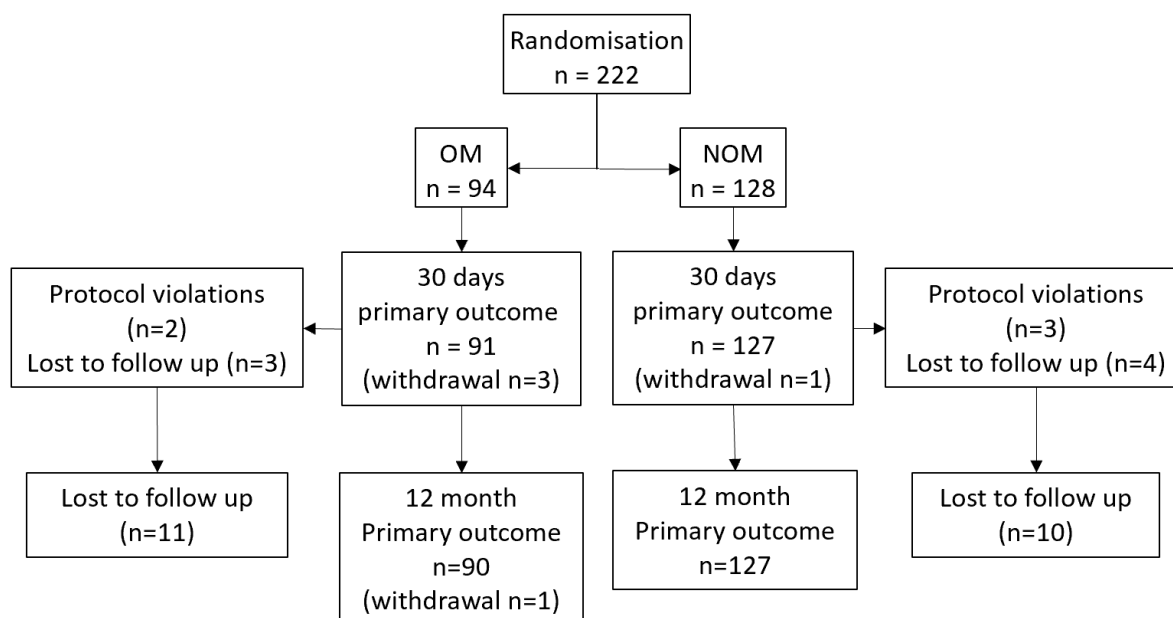 Randomisation
n = 222
OM
n = 94
NOM
n = 128
Protocol violations
(n=2)
Lost to follow up (n=3)
30 days
primary outcome
n = 91
(withdrawal n=3)
30 days
primary outcome
n = 127
(withdrawal n=1)
Protocol violations
(n=3)
Lost to follow up (n=4)
Lost to follow up
(n=11)
12 month
Primary outcome
n=90
(withdrawal n=1)
12 month
Primary outcome
n=127
Lost to follow up
(n=10)